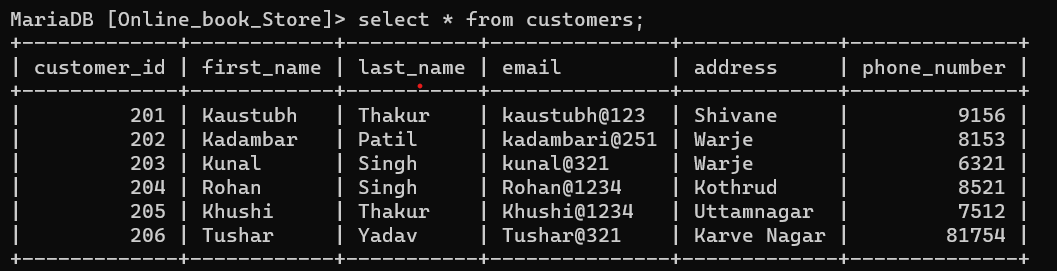 MariaDB [Online_book_Store]> select * from customers;
+-------------+------------+-----------+---------------+-------------+--------------+
| customer_id | first_name | last_name | email         | address     | phone_number |
+-------------+------------+-----------+---------------+-------------+--------------+
|         201 | Kaustubh   | Thakur    | kaustubh@123  | Shivane     |         9156 |
|         202 | Kadambar   | Patil     | kadambari@251 | Warje       |         8153 |
|         203 | Kunal      | Singh     | kunal@321     | Warje       |         6321 |
|         204 | Rohan      | Singh     | Rohan@1234    | Kothrud     |         8521 |
|         205 | Khushi     | Thakur    | Khushi@1234   | Uttamnagar  |         7512 |
|         206 | Tushar     | Yadav     | Tushar@321    | Karve Nagar |        81754 |
+-------------+------------+-----------+---------------+-------------+--------------+